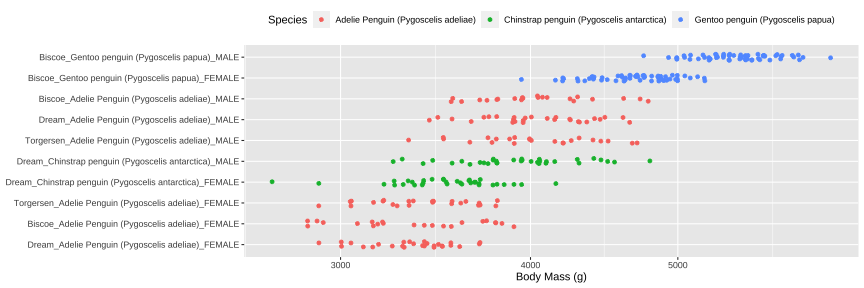 Species Adelie Penguin (Pygoscelis adeliae) Chinstrap penguin (Pygoscelis antarctica) Gentoo penguin (Pygoscelis papua)
Biscoe_Gentoo penguin (Pygoscelis papua)_MALE
Biscoe_Gentoo penguin (Pygoscelis papua)_FEMALE
Biscoe_Adelie Penguin (Pygoscelis adeliae)_MALE
Dream_Adelie Penguin (Pygoscelis adeliae)_MALE
Torgersen_Adelie Penguin (Pygoscelis adeliae)_MALE
Dream_Chinstrap penguin (Pygoscelis antarctica)_MALE
Dream_Chinstrap penguin (Pygoscelis antarctica)_FEMALE
Torgersen_Adelie Penguin (Pygoscelis adeliae)_FEMALE
Biscoe_Adelie Penguin (Pygoscelis adeliae)_FEMALE
Dream_Adelie Penguin (Pygoscelis adeliae)_FEMALE
3000 4000 5000
Body Mass (g)